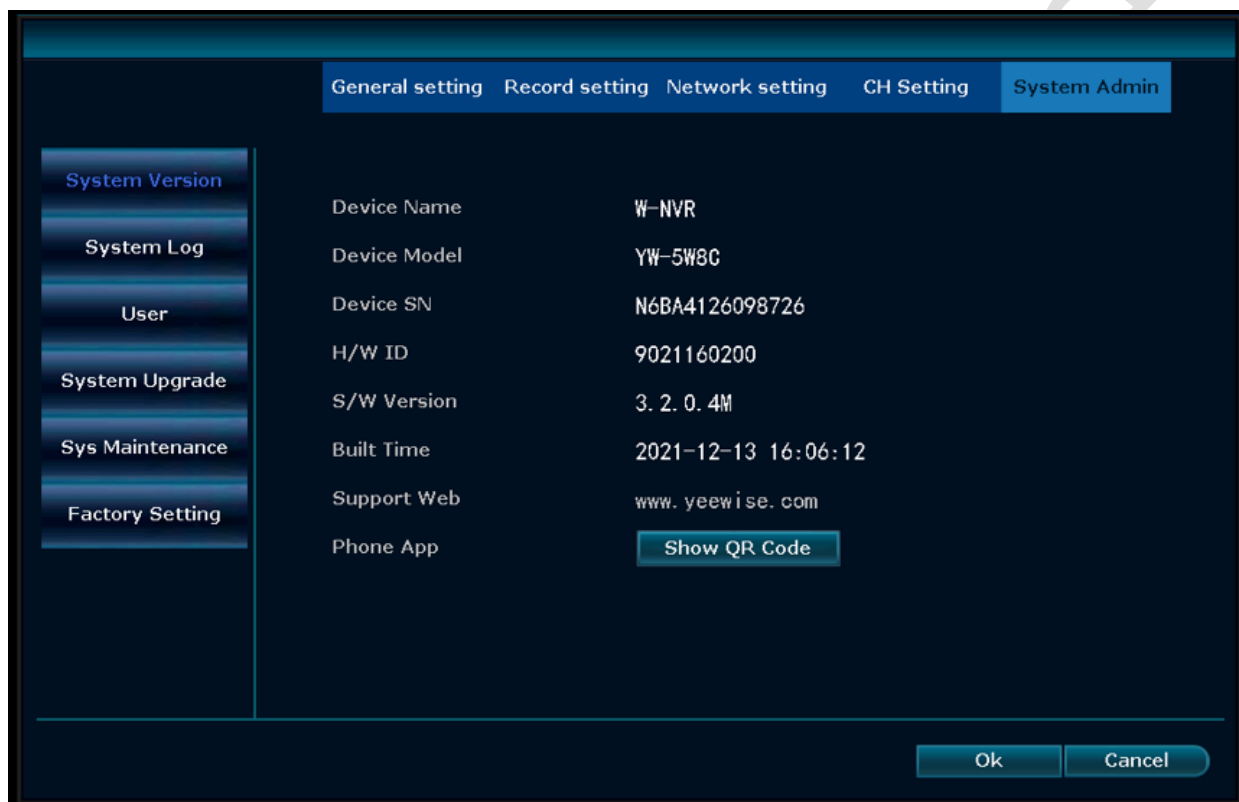 General setting Record setting Network setting CH Setting System Admin
System Version
System Log
User
System Upgrade
Sys Maintenance
Factory Setting
Device Name W-NVR
Device Model YW-5W8C
Device SN N6BA4126098726
H/W ID 9021160200
S/W Version 3.2.0.4M
Built Time 2021-12-13 16:06:12
Support Web www.yeewise.com
Phone App Show QR Code
Ok Cancel